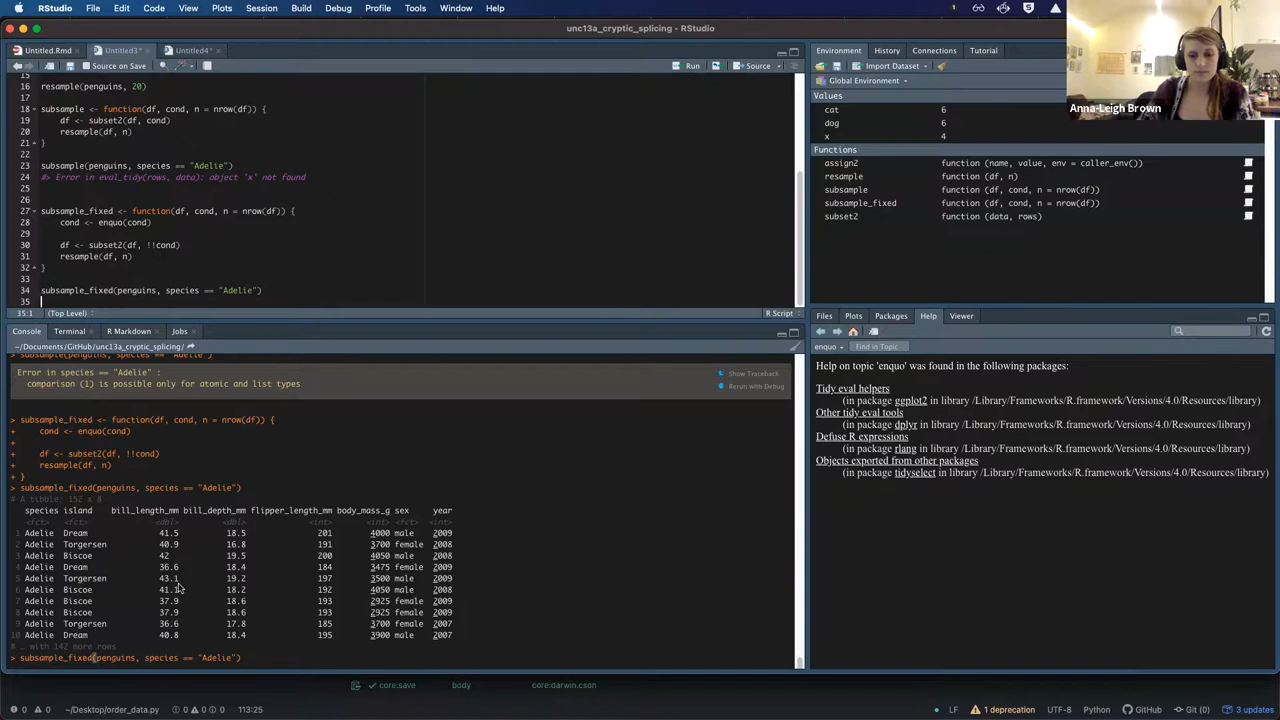 RStudio File Edit Code View Plots Session Build Debug Profile Tools Window Help
unc13a_cryptic_splicing - RStudio
Untitled.Rmd Untitled3* Untitled4*
Source on Save Run Source
15
16 resample(penguins, 20)
17
18 subsample <- function(df, cond, n = nrow(df)) {
19 df <- subset2(df, cond)
20 resample(df, n)
21 }
22
23 subsample(penguins, species == "Adelie")
24 #> Error in eval_tidy(rows, data): object 'x' not found
25
26
27 subsample_fixed <- function(df, cond, n = nrow(df)) {
28 cond <- enquo(cond)
29
30 df <- subset2(df, !!cond)
31 resample(df, n)
32 }
33
34 subsample_fixed(penguins, species == "Adelie")
35
35:1 (Top Level) R Script
Console Terminal R Markdown Jobs
~/Documents/GitHub/unc13a_cryptic_splicing/
> subsample(penguins, species == "Adelie")
Error in species == "Adelie" :
comparison (1) is possible only for atomic and list types
Show Traceback
Rerun with Debug
> subsample_fixed <- function(df, cond, n = nrow(df)) {
+ cond <- enquo(cond)
+
+ df <- subset2(df, !!cond)
+ resample(df, n)
+ }
> subsample_fixed(penguins, species == "Adelie")
# A tibble: 152 x 8
species island bill_length_mm bill_depth_mm flipper_length_mm body_mass_g sex year
<fct> <fct> <dbl> <dbl> <int> <int> <fct> <int>
1 Adelie Dream 41.5 18.5 201 4000 male 2009
2 Adelie Torgersen 40.9 16.8 191 3700 female 2008
3 Adelie Biscoe 42 19.5 200 4050 male 2008
4 Adelie Dream 36.6 18.4 184 3475 female 2009
5 Adelie Torgersen 43.1 19.2 197 3500 male 2009
6 Adelie Biscoe 41.1 18.2 192 4050 male 2008
7 Adelie Biscoe 37.9 18.6 193 2925 female 2009
8 Adelie Biscoe 37.9 18.6 193 2925 female 2009
9 Adelie Torgersen 36.6 17.8 185 3700 female 2007
10 Adelie Dream 40.8 18.4 195 3900 male 2007
# … with 142 more rows
> subsample_fixed(penguins, species == "Adelie")
Environment History Connections Tutorial
Import Dataset
Global Environment
Values
cat 6
dog 6
x 4
Functions
assign2 function (name, value, env = caller_env())
resample function (df, n)
subsample function (df, cond, n = nrow(df))
subsample_fixed function (df, cond, n = nrow(df))
subset2 function (data, rows)
Files Plots Packages Help Viewer
enquo Find in Topic
Help on topic 'enquo' was found in the following packages:
Tidy eval helpers
(in package ggplot2 in library /Library/Frameworks/R.framework/Versions/4.0/Resources/library)
Other tidy eval tools
(in package dplyr in library /Library/Frameworks/R.framework/Versions/4.0/Resources/library)
Defuse R expressions
(in package rlang in library /Library/Frameworks/R.framework/Versions/4.0/Resources/library)
Objects exported from other packages
(in package tidyselect in library /Library/Frameworks/R.framework/Versions/4.0/Resources/library)
Anna-Leigh Brown
core:save body core:darwin.cson
0 0 ~/Desktop/order_data.py 0 0 0 113:25 LF 1 deprecation UTF-8 Python GitHub Git (0) 3 updates